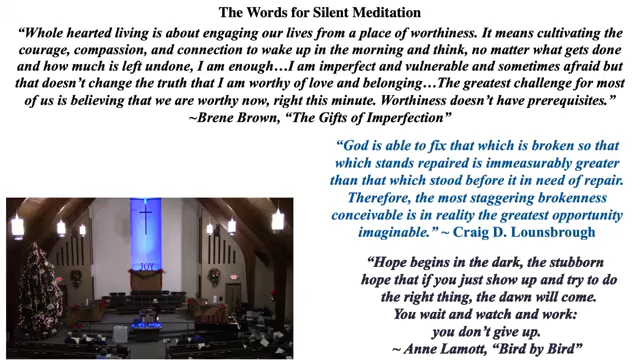 The Words for Silent Meditation
“Whole hearted living is about engaging our lives from a place of worthiness. It means cultivating the
courage, compassion, and connection to wake up in the morning and think, no matter what gets done
and how much is left undone, I am enough…I am imperfect and vulnerable and sometimes afraid but
that doesn’t change the truth that I am worthy of love and belonging…The greatest challenge for most
of us is believing that we are worthy now, right this minute. Worthiness doesn’t have prerequisites.”
~Brene Brown, “The Gifts of Imperfection”
“God is able to fix that which is broken so that
which stands repaired is immeasurably greater
than that which stood before it in need of repair.
Therefore, the most staggering brokenness
conceivable is in reality the greatest opportunity
imaginable.” ~ Craig D. Lounsbrough
JOY
“Hope begins in the dark, the stubborn
hope that if you just show up and try to do
the right thing, the dawn will come.
You wait and watch and work:
you don’t give up.
~ Anne Lamott, “Bird by Bird”